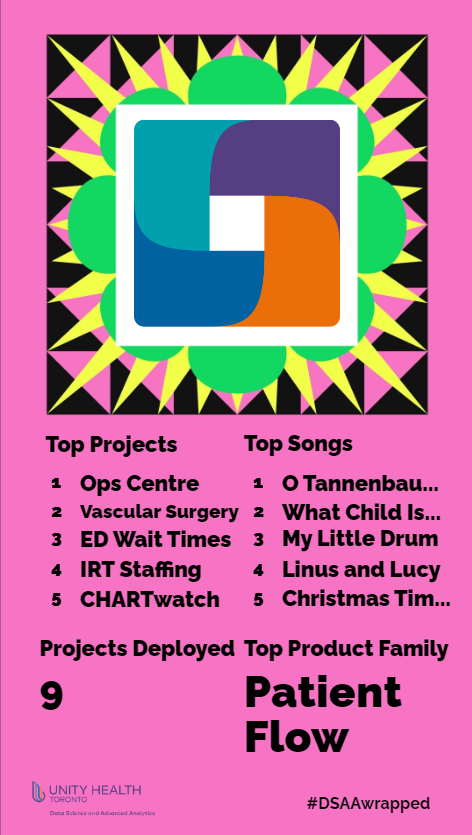 Top Projects
1 Ops Centre
2 Vascular Surgery
3 ED Wait Times
4 IRT Staffing
5 CHARTwatch
Top Songs
1 O Tannenbau...
2 What Child Is...
3 My Little Drum
4 Linus and Lucy
5 Christmas Tim...
Projects Deployed
9
Top Product Family
Patient
Flow
UNITY HEALTH
TORONTO
Data Science and Advanced Analytics
#DSAAwrapped